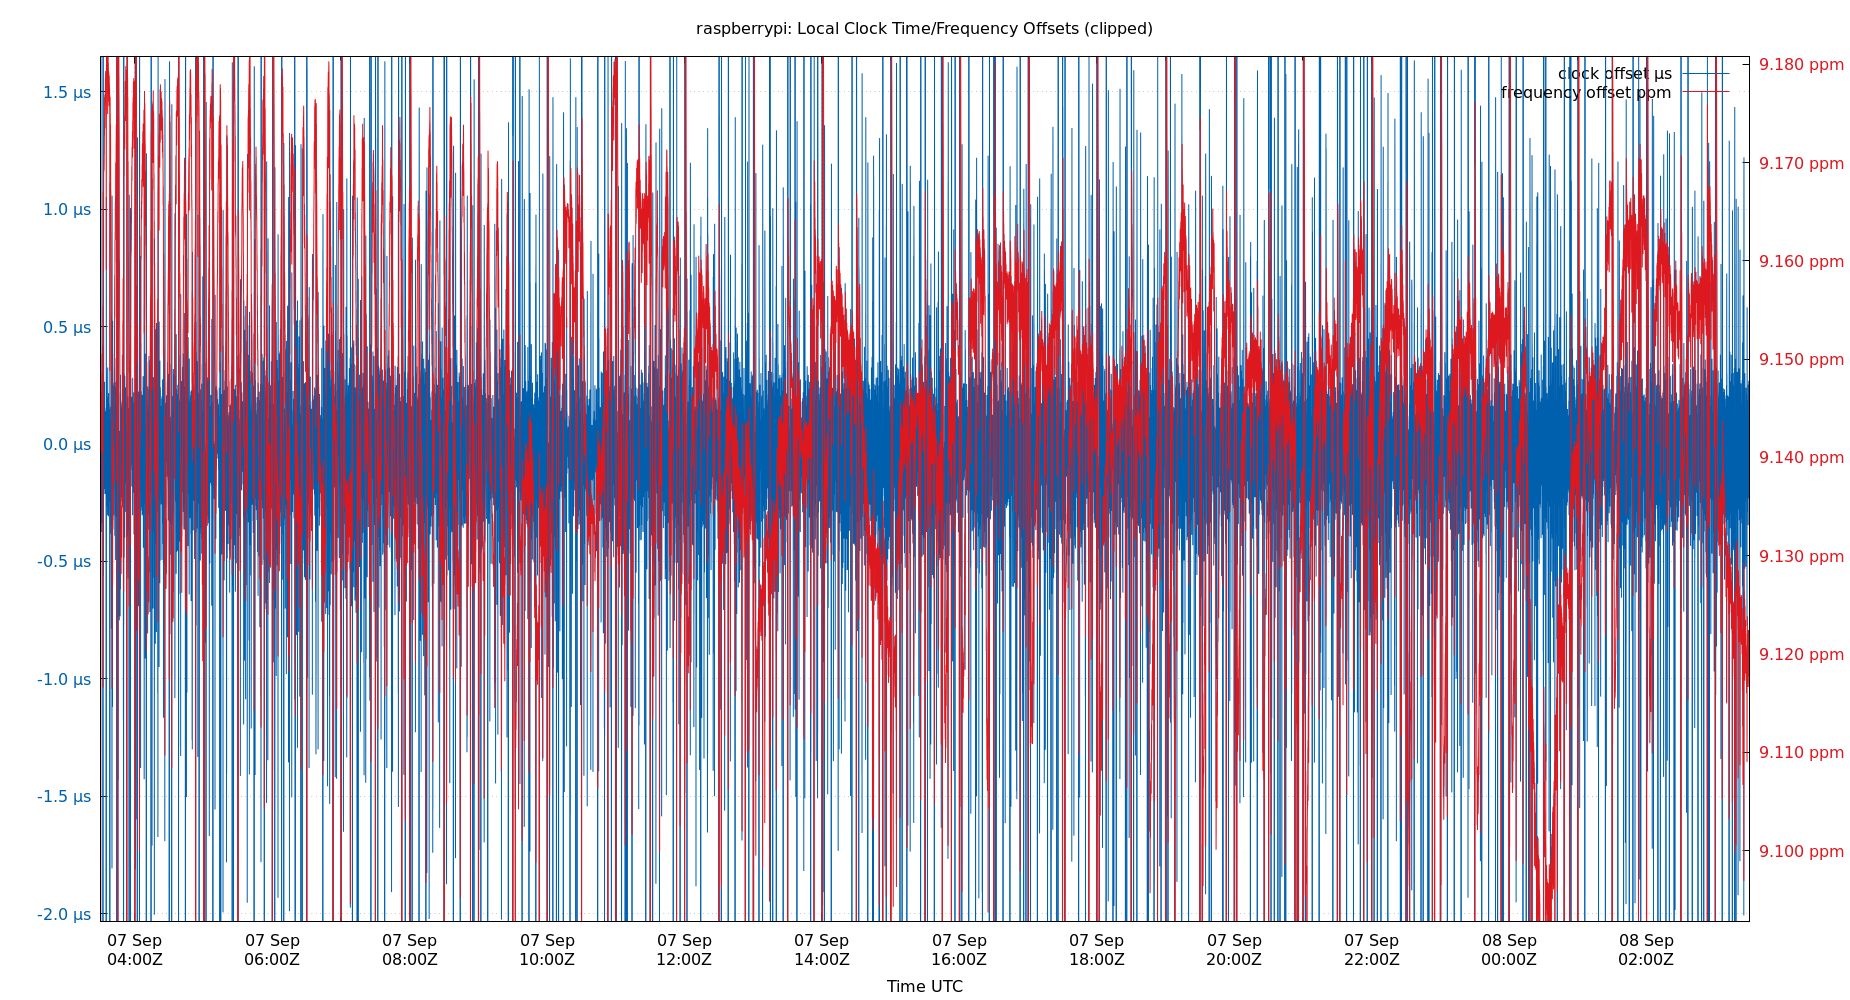 raspberrypi: Local Clock Time/Frequency Offsets (clipped)
clock offset µs
frequency offset ppm
1.5 µs
1.0 µs
0.5 µs
0.0 µs
-0.5 µs
-1.0 µs
-1.5 µs
-2.0 µs
9.180 ppm
9.170 ppm
9.160 ppm
9.150 ppm
9.140 ppm
9.130 ppm
9.120 ppm
9.110 ppm
9.100 ppm
07 Sep 07 Sep 07 Sep 07 Sep 07 Sep 07 Sep 07 Sep 07 Sep 07 Sep 07 Sep 08 Sep 08 Sep
04:00Z 06:00Z 08:00Z 10:00Z 12:00Z 14:00Z 16:00Z 18:00Z 20:00Z 22:00Z 00:00Z 02:00Z
Time UTC